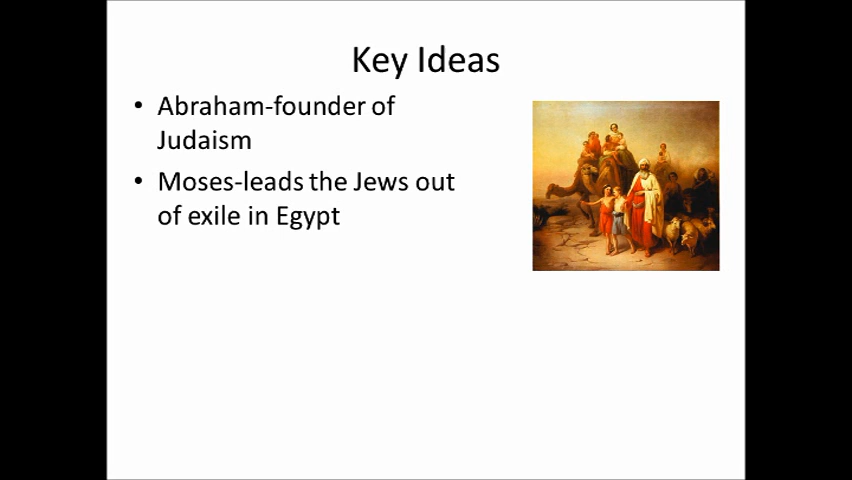 Key Ideas
• Abraham-founder of
Judaism
• Moses-leads the Jews out
of exile in Egypt